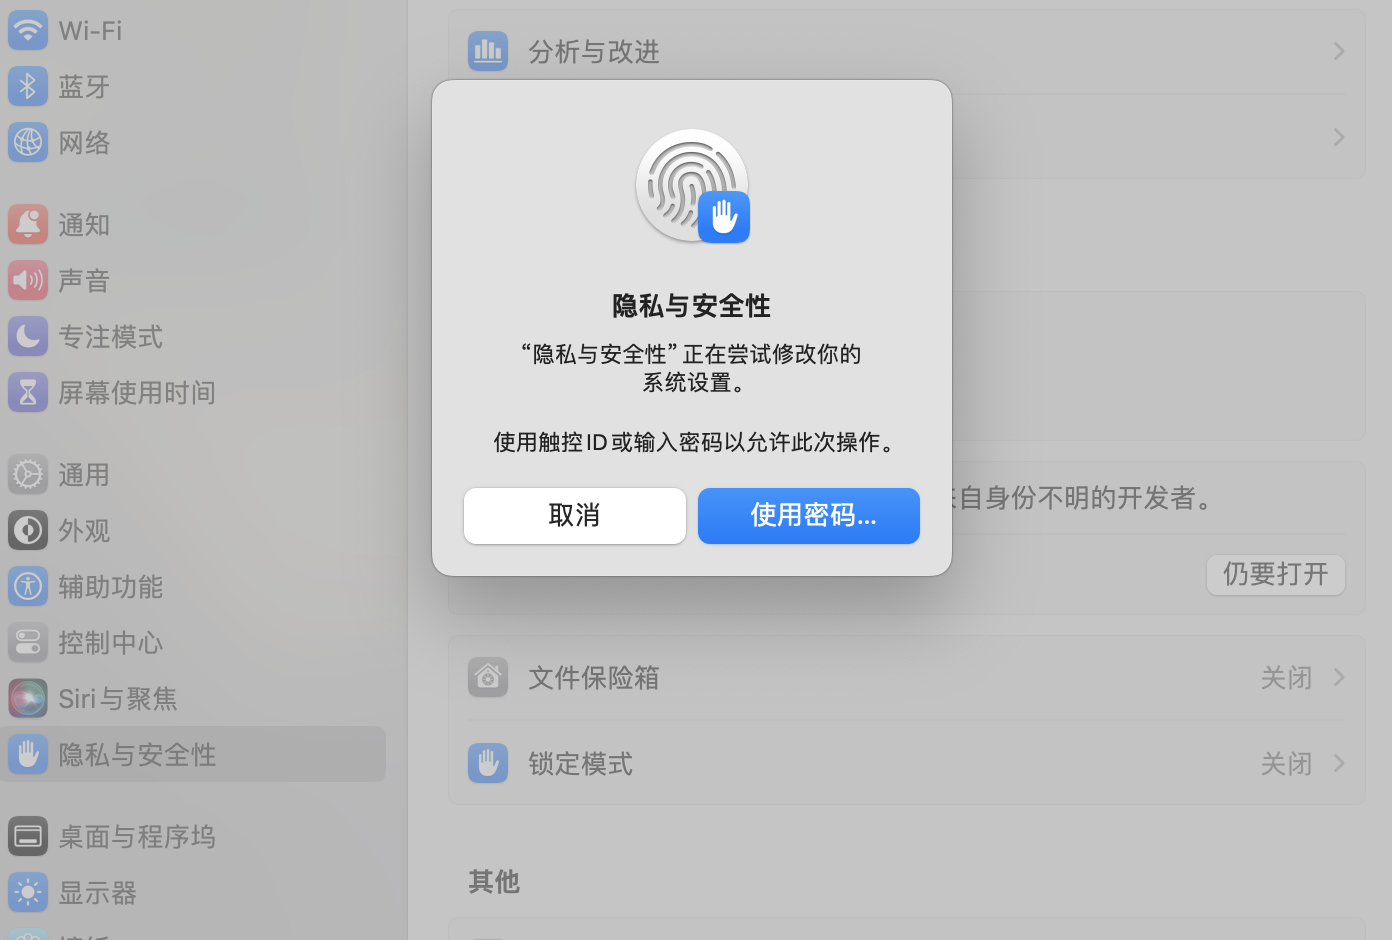 Wi-Fi
蓝牙
网络
通知
声音
专注模式
屏幕使用时间
通用
外观
辅助功能
控制中心
Siri与聚焦
隐私与安全性
桌面与程序坞
显示器
分析与改进
隐私与安全性
“隐私与安全性”正在尝试修改你的
系统设置。
使用触控ID或输入密码以允许此次操作。
取消
使用密码...
自身份不明的开发者。
仍要打开
文件保险箱
关闭
锁定模式
关闭
其他